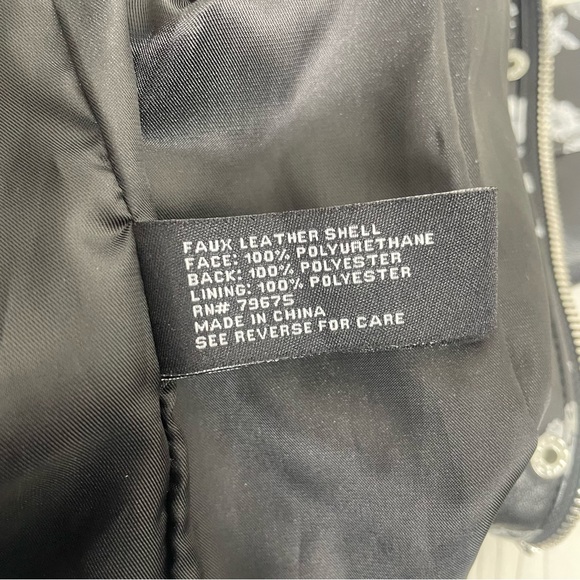 FAUX LEATHER SHELL
FACE: 100% POLYURETHANE
BACK: 100% POLYESTER
LINING: 100% POLYESTER
RN# 79675
MADE IN CHINA
SEE REVERSE FOR CARE